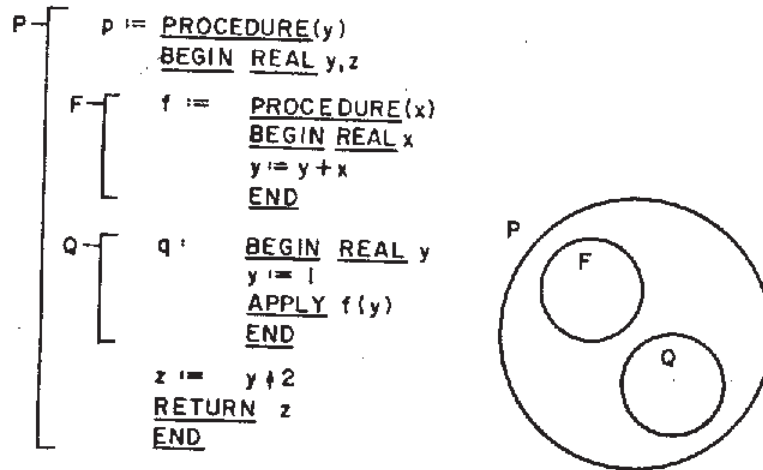 P p := PROCEDURE(y)
BEGIN REAL y,z
F f := PROCEDURE(x)
BEGIN REAL x
y := y + x
END
Q q : BEGIN REAL y
y := 1
APPLY f(y)
END
z := y+2
RETURN z
END
P
F
Q